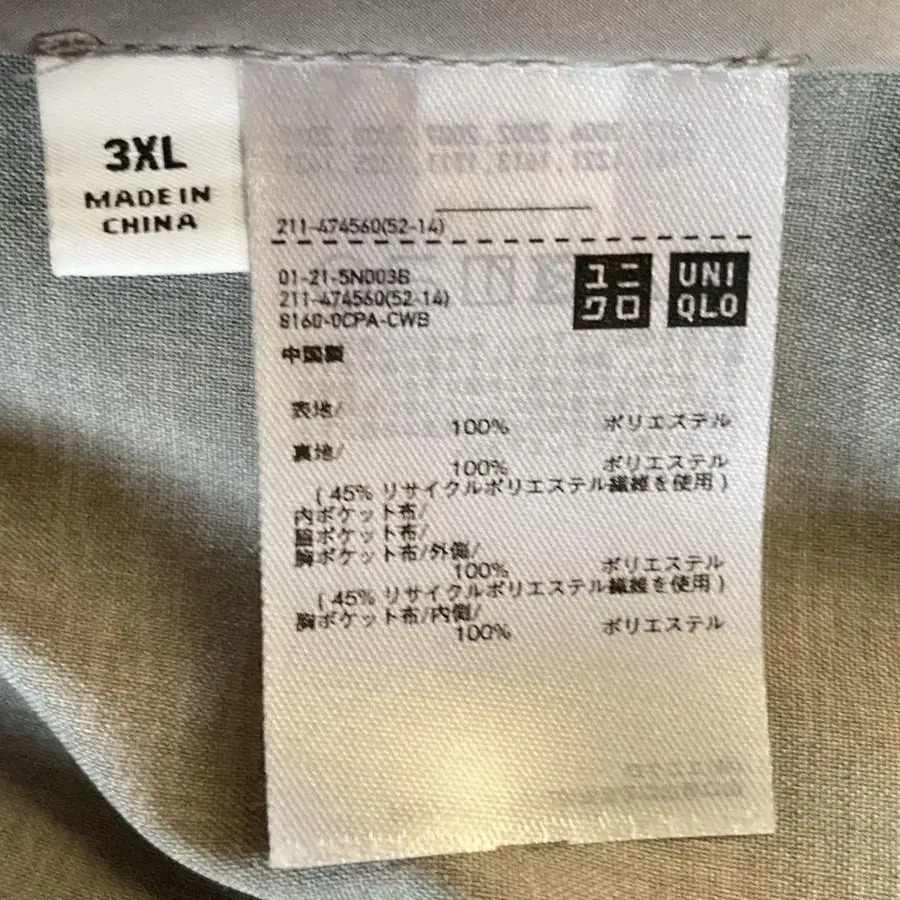 3XL
MADE IN
CHINA
211-474560(52-14)
01-21-5N003B
211-474560(52-14)
8160-0CPA-CWB
ユニ
クロ
UNI
QLO
中国製
表地/
100% ポリエステル
裏地/
100% ポリエステル
( 45% リサイクルポリエステル繊維を使用 )
内ポケット布/
脇ポケット布/
胸ポケット布/外側/
100% ポリエステル
( 45% リサイクルポリエステル繊維を使用 )
胸ポケット布/内側/
100% ポリエステル